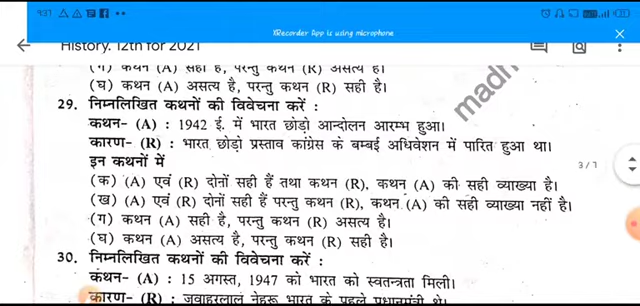 XRecorder App is using microphone
History. 12th for 2021
(ग) कथन (A) सही है, परन्तु कथन (R) असत्य है।
(घ) कथन (A) असत्य है, परन्तु कथन (R) सही है।
29. निम्नलिखित कथनों की विवेचना करें :
कथन- (A) : 1942 ई. में भारत छोड़ो आन्दोलन आरम्भ हुआ।
कारण- (R) : भारत छोड़ो प्रस्ताव कांग्रेस के बम्बई अधिवेशन में पारित हुआ था।
इन कथनों में
3/7
(क) (A) एवं (R) दोनों सही हैं तथा कथन (R), कथन (A) की सही व्याख्या है।
(ख) (A) एवं (R) दोनों सही हैं परन्तु कथन (R), कथन (A) की सही व्याख्या नहीं है।
(ग) कथन (A) सही है, परन्तु कथन (R) असत्य है।
(घ) कथन (A) असत्य है, परन्तु कथन (R) सही है।
30. निम्नलिखित कथनों की विवेचना करें :
कथन- (A) : 15 अगस्त, 1947 को भारत को स्वतन्त्रता मिली।
कारण- (R) : जवाहरलाल नेहरू भारत के पहले प्रधानमंत्री थे।